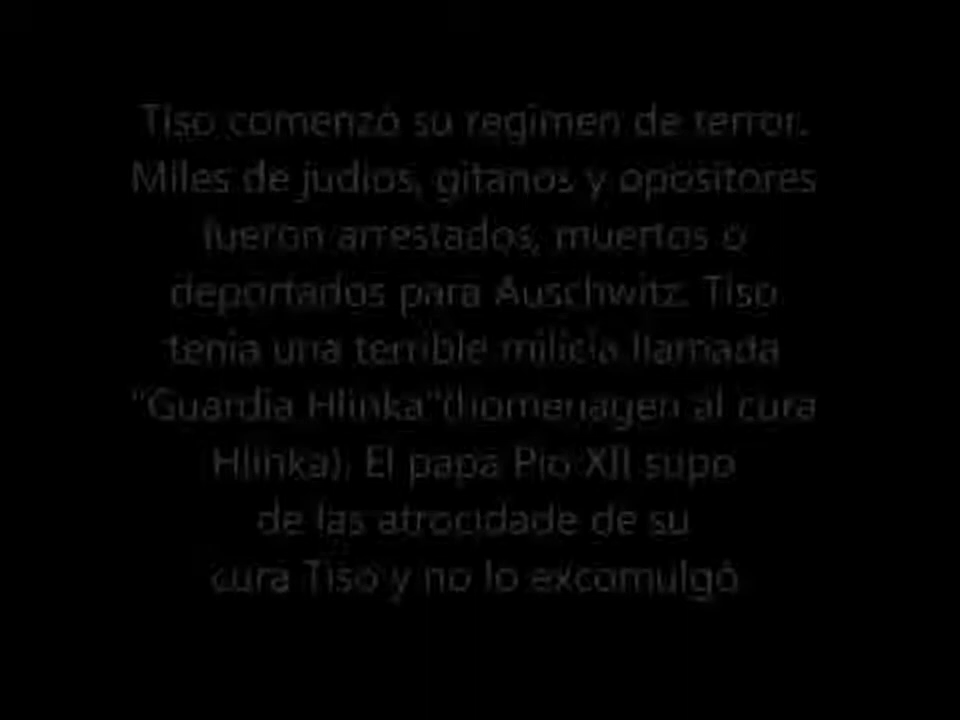 Tiso comenzó su regimen de terror.
Miles de judios, gitanos y opositores
fueron arrestados, muertos o
deportados para Auschwitz. Tiso
tenia una terrible milicia llamada
"Guardia Hlinka"(homenagen al cura
Hlinka). El papa Pio XII supo
de las atrocidade de su
cura Tiso y no lo excomulgó